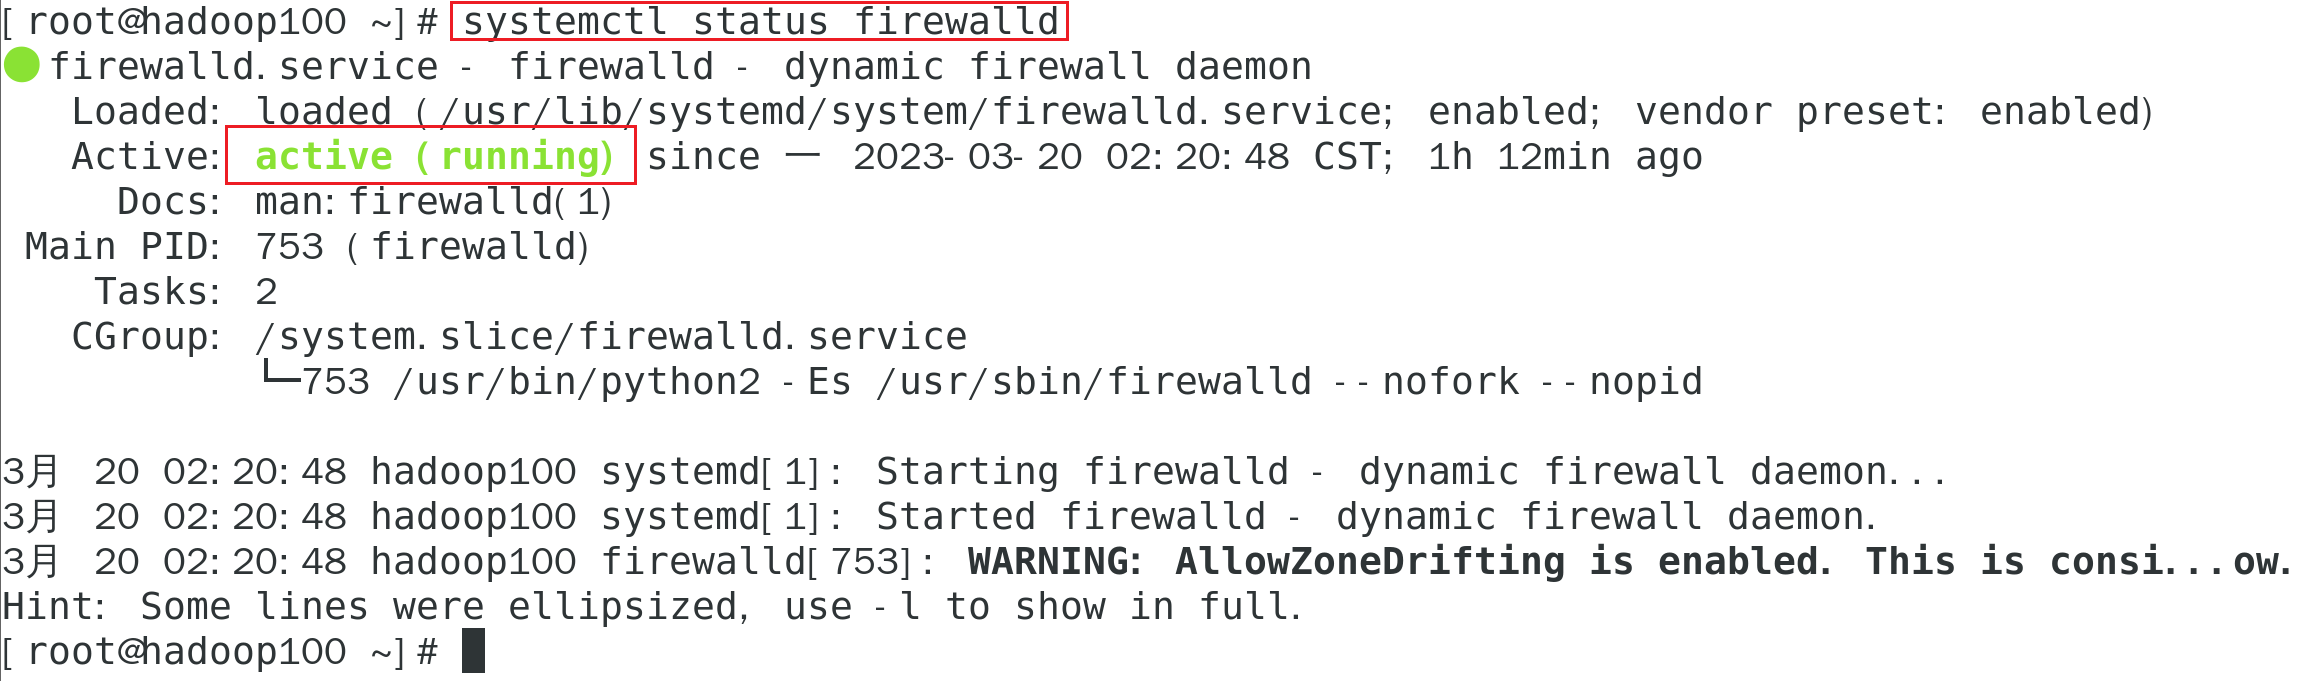 [root@hadoop100 ~]# systemctl status firewalld
● firewalld.service - firewalld - dynamic firewall daemon
   Loaded: loaded (/usr/lib/systemd/system/firewalld.service; enabled; vendor preset: enabled)
   Active: active (running) since 一 2023-03-20 02:20:48 CST; 1h 12min ago
     Docs: man:firewalld(1)
 Main PID: 753 (firewalld)
    Tasks: 2
   CGroup: /system.slice/firewalld.service
           └─753 /usr/bin/python2 -Es /usr/sbin/firewalld --nofork --nopid

3月  20 02:20:48 hadoop100 systemd[1]: Starting firewalld - dynamic firewall daemon...
3月  20 02:20:48 hadoop100 systemd[1]: Started firewalld - dynamic firewall daemon.
3月  20 02:20:48 hadoop100 firewalld[753]: WARNING: AllowZoneDrifting is enabled. This is consi...ow.
Hint: Some lines were ellipsized, use -l to show in full.
[root@hadoop100 ~]#